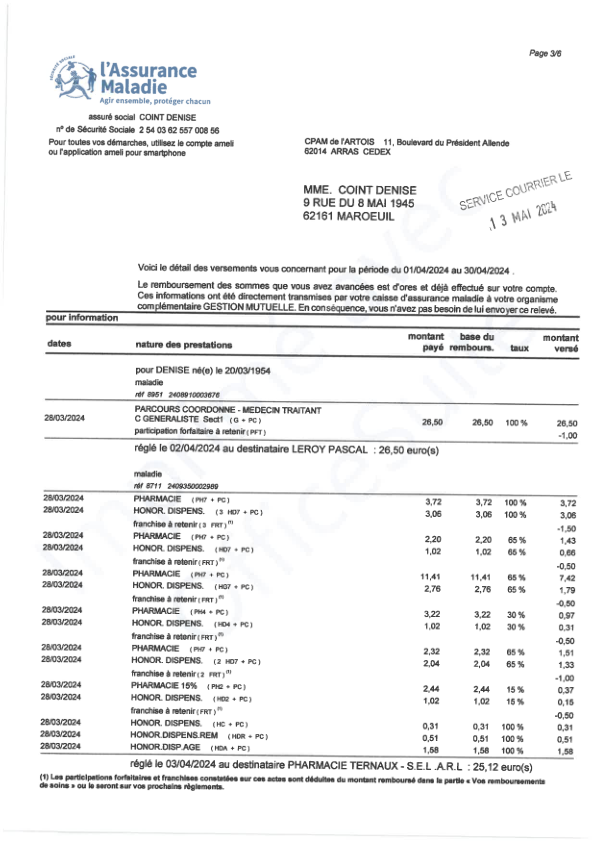 Page 3/6
SÉCURITÉ SOCIALE
l'Assurance
Maladie
Agir ensemble, protéger chacun
assuré social COINT DENISE
n° de Sécurité Sociale 2 54 03 62 557 008 56
Pour toutes vos démarches, utilisez le compte ameli
ou l'application ameli pour smartphone
CPAM de l'ARTOIS 11, Boulevard du Président Allende
62014 ARRAS CEDEX
MME. COINT DENISE
9 RUE DU 8 MAI 1945
62161 MAROEUIL
SERVICE COURRIER LE
13 MAI 2024
Voici le détail des versements vous concernant pour la période du 01/04/2024 au 30/04/2024 .
Le remboursement des sommes que vous avez avancées est d'ores et déjà effectué sur votre compte.
Ces informations ont été directement transmises par votre caisse d'assurance maladie à votre organisme
complémentaire GESTION MUTUELLE. En conséquence, vous n'avez pas besoin de lui envoyer ce relevé.
pour information
dates nature des prestations montant payé base du rembours. taux montant versé
pour DENISE né(e) le 20/03/1954
maladie
réf 8951 2408910003676
PARCOURS COORDONNE - MEDECIN TRAITANT
28/03/2024 C GENERALISTE Sect1 (G + PC) 26,50 26,50 100 % 26,50
participation forfaitaire à retenir (PFT) -1,00
réglé le 02/04/2024 au destinataire LEROY PASCAL : 26,50 euro(s)
maladie
réf 8711 2409350002989
28/03/2024 PHARMACIE (PH7 + PC) 3,72 3,72 100 % 3,72
28/03/2024 HONOR. DISPENS. (3 HD7 + PC) 3,06 3,06 100 % 3,06
franchise à retenir (3 FRT) (1) -1,50
28/03/2024 PHARMACIE (PH7 + PC) 2,20 2,20 65 % 1,43
28/03/2024 HONOR. DISPENS. (HD7 + PC) 1,02 1,02 65 % 0,66
franchise à retenir (FRT) (1) -0,50
28/03/2024 PHARMACIE (PH7 + PC) 11,41 11,41 65 % 7,42
28/03/2024 HONOR. DISPENS. (HG7 + PC) 2,76 2,76 65 % 1,79
franchise à retenir (FRT) (1) -0,50
28/03/2024 PHARMACIE (PH4 + PC) 3,22 3,22 30 % 0,97
28/03/2024 HONOR. DISPENS. (HD4 + PC) 1,02 1,02 30 % 0,31
franchise à retenir (FRT) (1) -0,50
28/03/2024 PHARMACIE (PH7 + PC) 2,32 2,32 65 % 1,51
28/03/2024 HONOR. DISPENS. (2 HD7 + PC) 2,04 2,04 65 % 1,33
franchise à retenir (2 FRT) (1) -1,00
28/03/2024 PHARMACIE 15% (PH2 + PC) 2,44 2,44 15 % 0,37
28/03/2024 HONOR. DISPENS. (HD2 + PC) 1,02 1,02 15 % 0,15
franchise à retenir (FRT) (1) -0,50
28/03/2024 HONOR. DISPENS. (HC + PC) 0,31 0,31 100 % 0,31
28/03/2024 HONOR.DISPENS.REM (HDR + PC) 0,51 0,51 100 % 0,51
28/03/2024 HONOR.DISP.AGE (HDA + PC) 1,58 1,58 100 % 1,58
réglé le 03/04/2024 au destinataire PHARMACIE TERNAUX - S.E.L .A.R.L : 25,12 euro(s)
(1) Les participations forfaitaires et franchises constatées sur ces actes sont déduites du montant remboursé dans la partie « Vos remboursements
de soins » ou le seront sur vos prochains règlements.